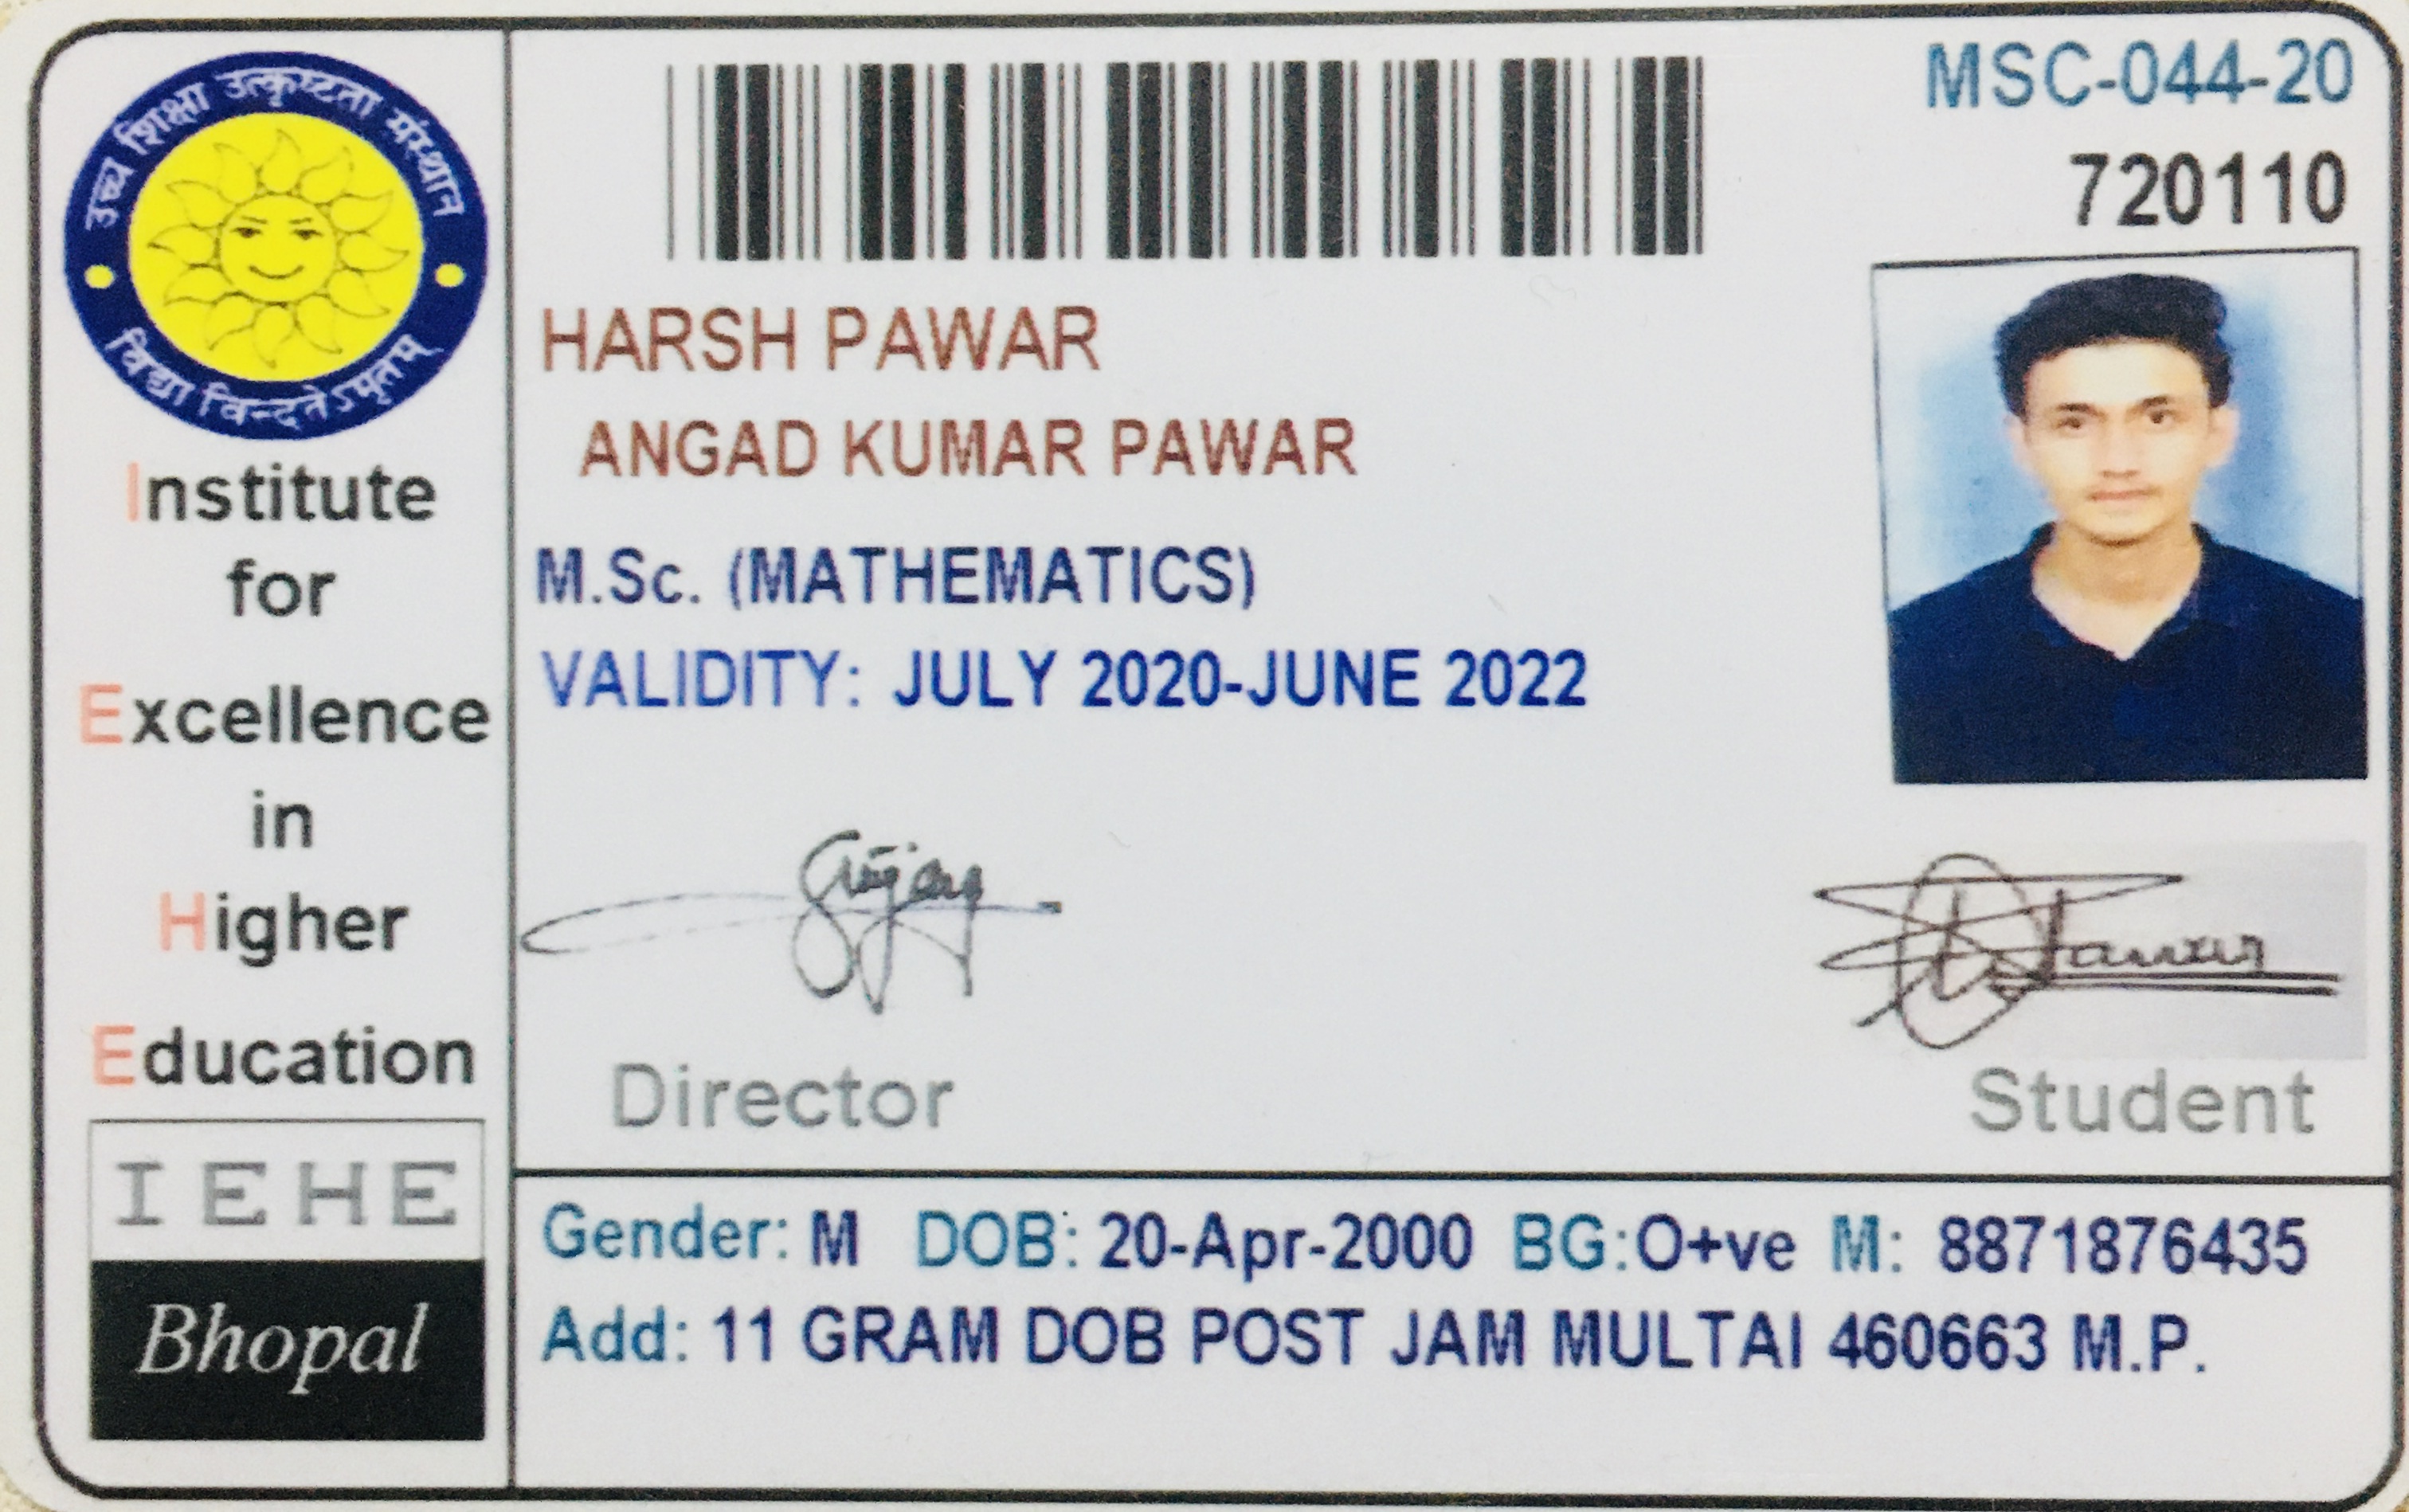 उच्च शिक्षा उत्कृष्टता संस्थान
विद्या विन्दतेऽमृतम्
Institute
for
Excellence
in
Higher
Education
I E H E
Bhopal
MSC-044-20
720110
HARSH PAWAR
ANGAD KUMAR PAWAR
M.Sc. (MATHEMATICS)
VALIDITY: JULY 2020-JUNE 2022
Director
Student
Gender: M DOB: 20-Apr-2000 BG:O+ve M: 8871876435
Add: 11 GRAM DOB POST JAM MULTAI 460663 M.P.